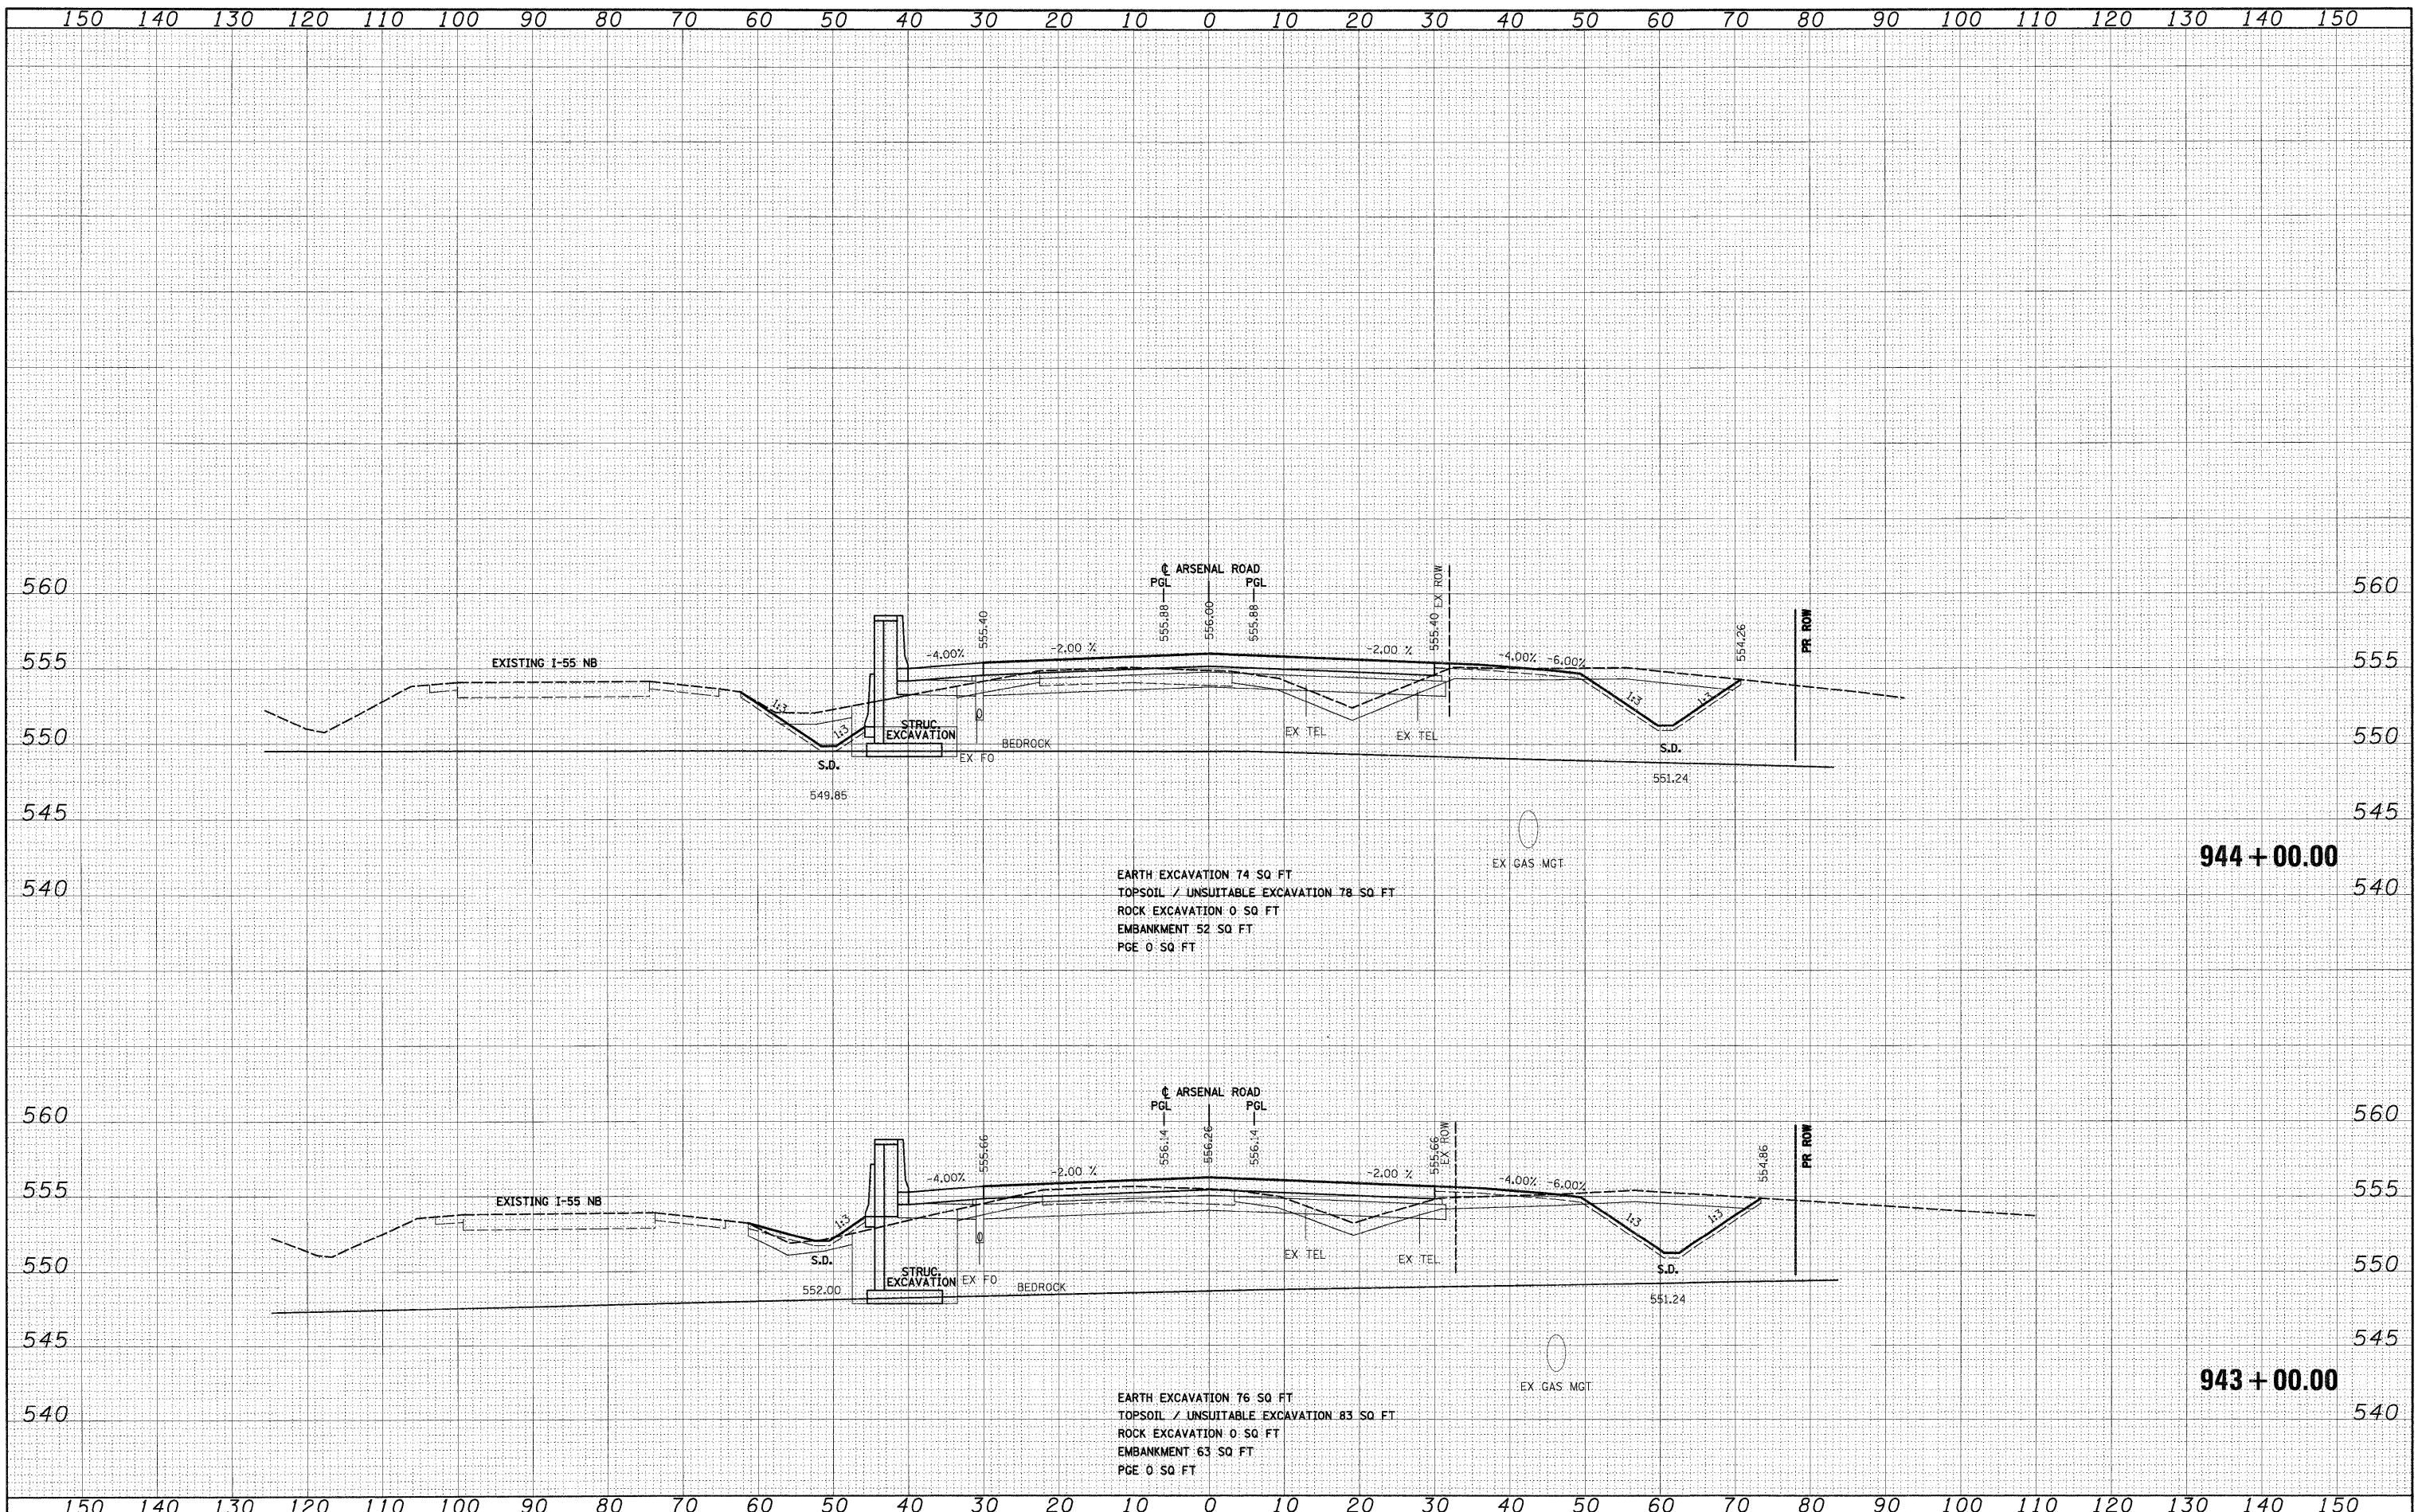 150 140 130 120 110 100 90 80 70 60 50 40 30 20 10 0 10 20 30 40 50 60 70 80 90 100 110 120 130 140 150
℄ ARSENAL ROAD
PGL PGL
560 560
555.40 555.88 556.00 555.88 555.40 EX ROW 554.26 PR ROW
-4.00% -2.00 % -2.00 % -4.00% -6.00%
555 EXISTING I-55 NB 555
1:3 1:3 1:3 1:3
STRUC.
EXCAVATION
EX TEL EX TEL
550 BEDROCK S.D. 550
S.D. EX FO
551.24
549.85
545 545
EX GAS MGT
944+00.00
EARTH EXCAVATION 74 SQ FT
TOPSOIL / UNSUITABLE EXCAVATION 78 SQ FT
540 540
ROCK EXCAVATION 0 SQ FT
EMBANKMENT 52 SQ FT
PGE 0 SQ FT
℄ ARSENAL ROAD
PGL PGL
560 560
555.66 556.14 556.26 556.14 555.66 EX ROW 554.86 PR ROW
-4.00% -2.00 % -2.00 % -4.00% -6.00%
555 EXISTING I-55 NB 555
1:3 1:3 1:3
S.D. EX TEL EX TEL
STRUC.
EXCAVATION EX FO
550 S.D. 550
552.00 BEDROCK
551.24
545 545
EX GAS MGT
943+00.00
EARTH EXCAVATION 76 SQ FT
TOPSOIL / UNSUITABLE EXCAVATION 83 SQ FT
540 540
ROCK EXCAVATION 0 SQ FT
EMBANKMENT 63 SQ FT
PGE 0 SQ FT
150 140 130 120 110 100 90 80 70 60 50 40 30 20 10 0 10 20 30 40 50 60 70 80 90 100 110 120 130 140 150